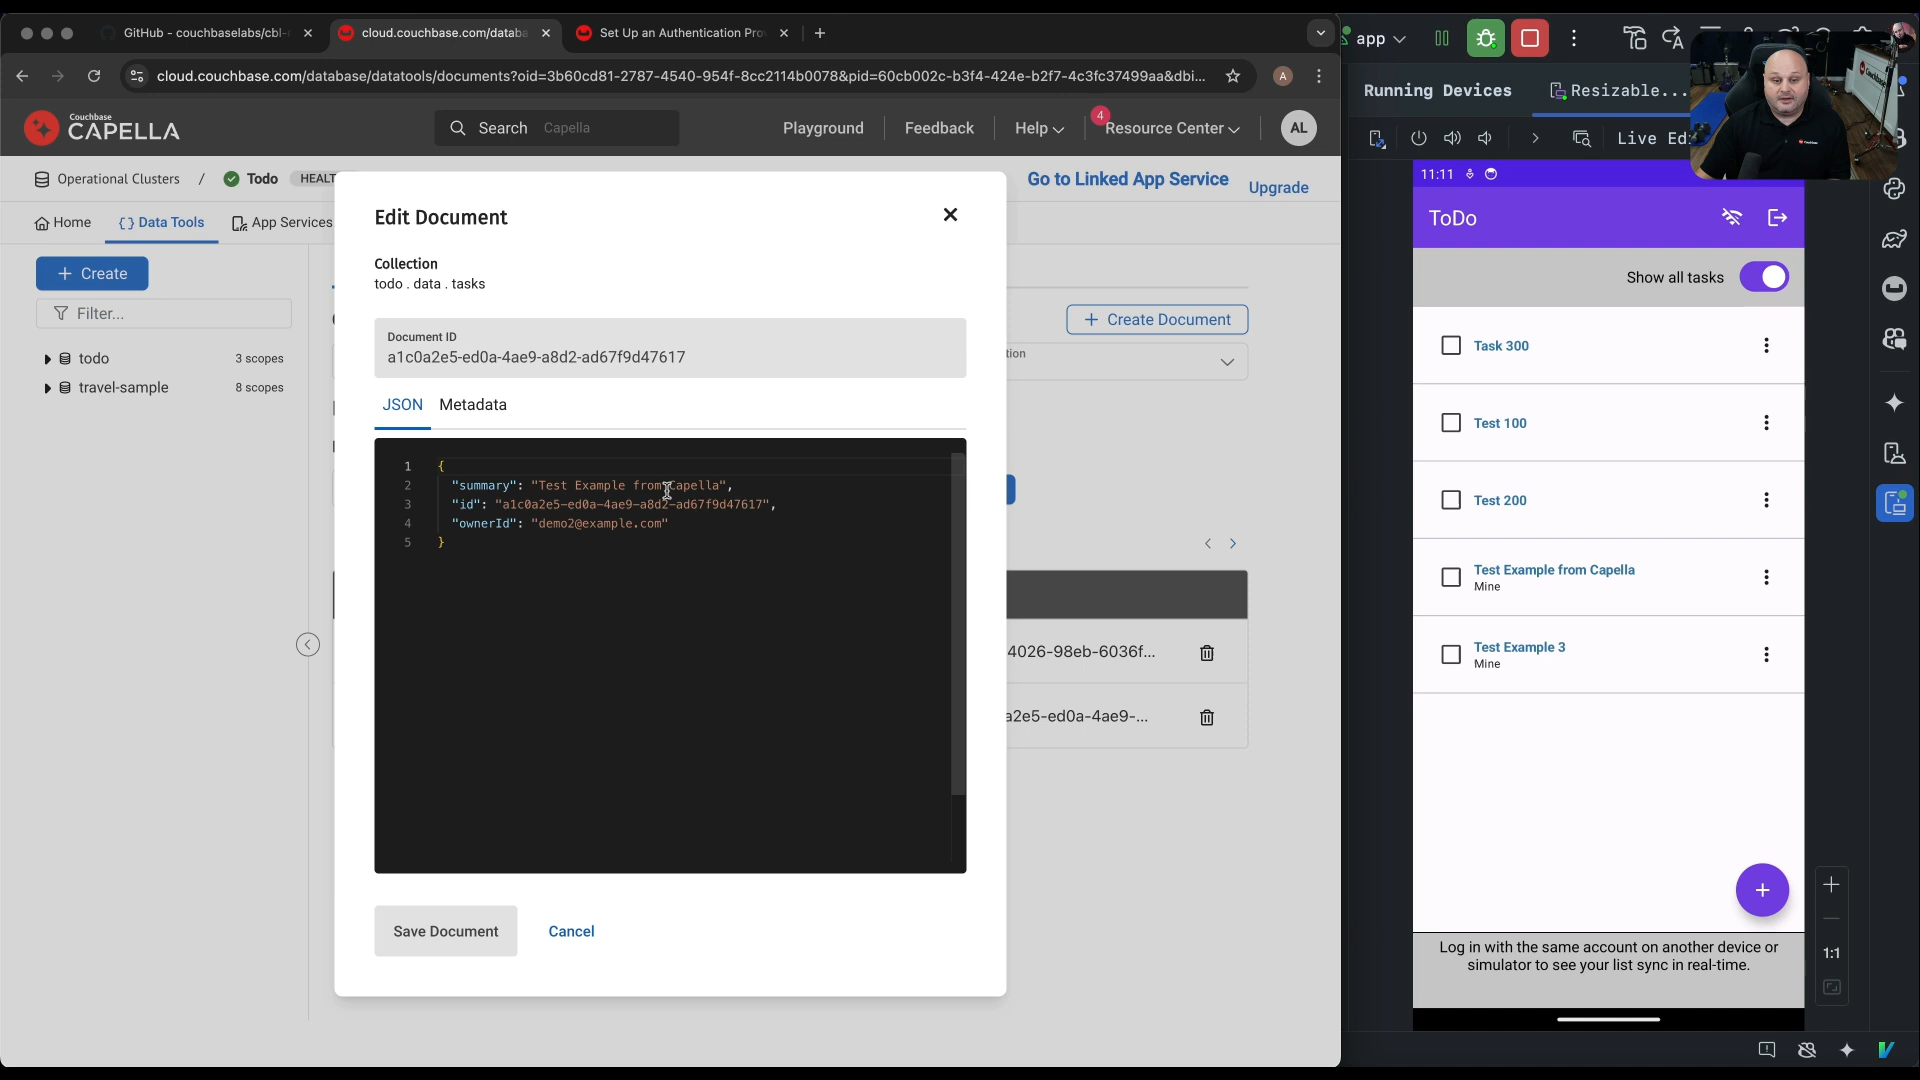 GitHub - couchbaselabs/cbl-
cloud.couchbase.com/databa
Set Up an Authentication Pro
cloud.couchbase.com/database/datatools/documents?oid=3b60cd81-2787-4540-954f-8cc2114b0078&pid=60cb002c-b3f4-424e-b2f7-4c3fc37499aa&dbi...
A
Couchbase
CAPELLA
Search Capella
Playground
Feedback
Help
4
Resource Center
AL
Operational Clusters / Todo HEALT
Go to Linked App Service
Upgrade
Home
Data Tools
App Services
Create
Filter...
todo 3 scopes
travel-sample 8 scopes
Create Document
tion
4026-98eb-6036f...
a2e5-ed0a-4ae9-...
Edit Document
Collection
todo . data . tasks
Document ID
a1c0a2e5-ed0a-4ae9-a8d2-ad67f9d47617
JSON Metadata
1 {
2 "summary": "Test Example from Capella",
3 "id": "a1c0a2e5-ed0a-4ae9-a8d2-ad67f9d47617",
4 "ownerId": "demo2@example.com"
5 }
Save Document
Cancel
app
Running Devices
Resizable...
Live Ed
11:11
ToDo
Show all tasks
Task 300
Test 100
Test 200
Test Example from Capella
Mine
Test Example 3
Mine
Log in with the same account on another device or
simulator to see your list sync in real-time.
1:1